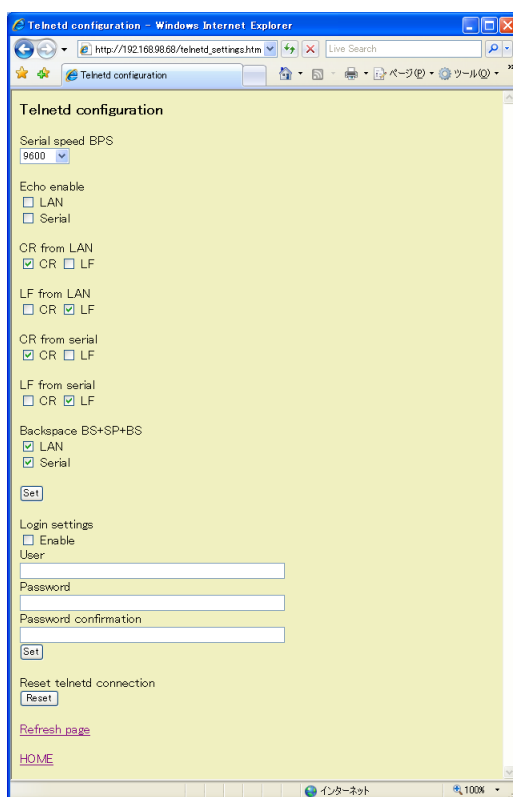 Telnetd configuration - Windows Internet Explorer
http://192.168.98.68/telnetd_settings.htm
Live Search
Telnetd configuration
ページ(P)
ツール(O)
Telnetd configuration
Serial speed BPS
9600
Echo enable
LAN
Serial
CR from LAN
CR LF
LF from LAN
CR LF
CR from serial
CR LF
LF from serial
CR LF
Backspace BS+SP+BS
LAN
Serial
Set
Login settings
Enable
User
Password
Password confirmation
Set
Reset telnetd connection
Reset
Refresh page
HOME
インターネット
100%